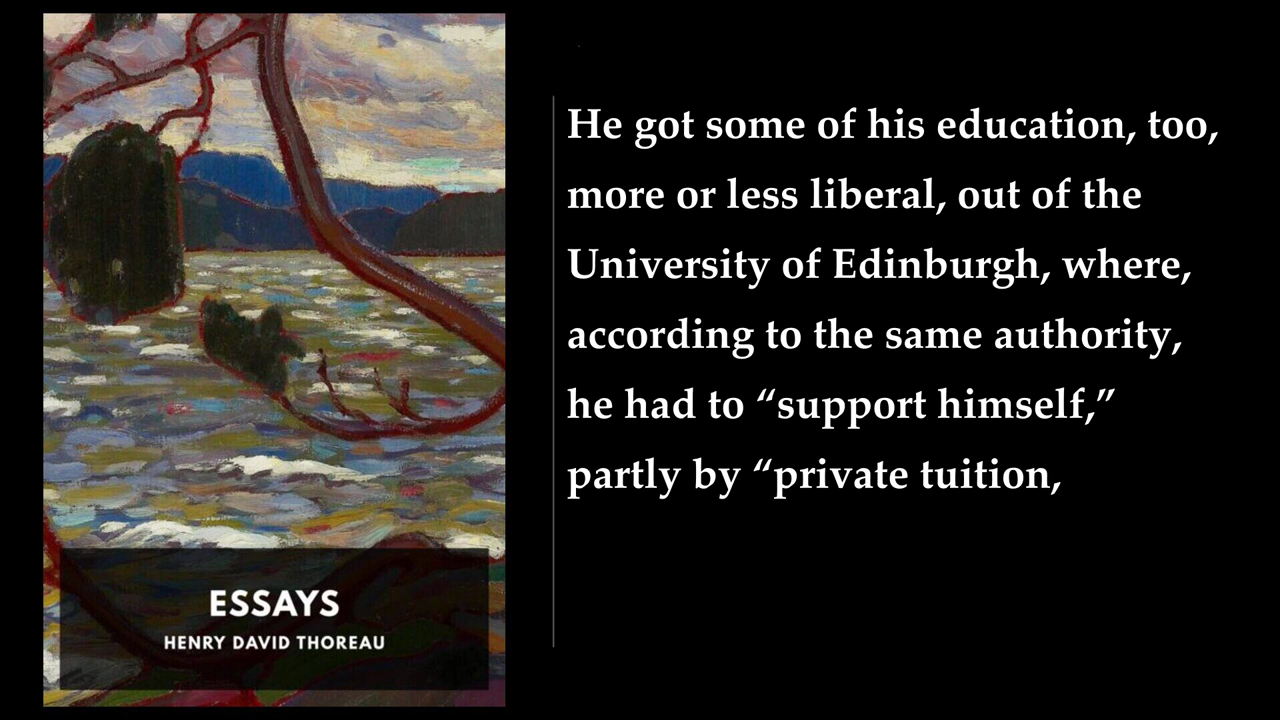 He got some of his education, too,
more or less liberal, out of the
University of Edinburgh, where,
according to the same authority,
he had to “support himself,”
partly by “private tuition,
ESSAYS
HENRY DAVID THOREAU